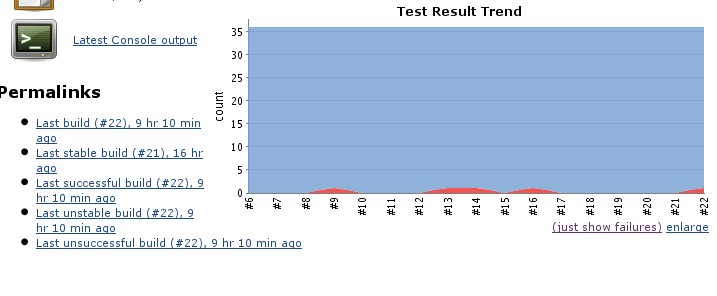 Latest Console output
Permalinks
Last build (#22), 9 hr 10 min
ago
Last stable build (#21), 16 hr
ago
Last successful build (#22), 9
hr 10 min ago
Last unstable build (#22), 9
hr 10 min ago
Last unsuccessful build (#22), 9 hr 10 min ago
Test Result Trend
count
35
30
25
20
15
10
5
0
#6
#7
#8
#9
#10
#11
#12
#13
#14
#15
#16
#17
#18
#19
#20
#21
#22
(just show failures) enlarge